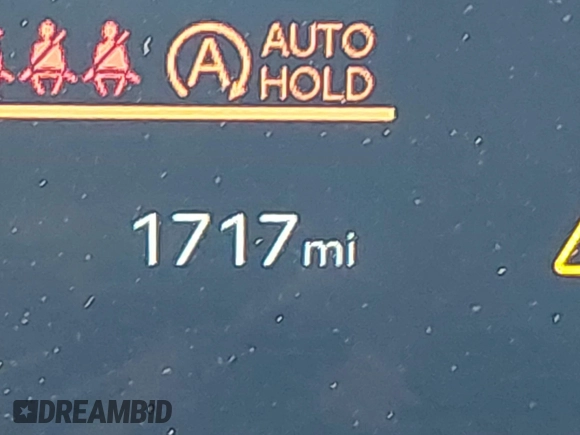 A AUTO
HOLD
1717 mi
DREAMBID